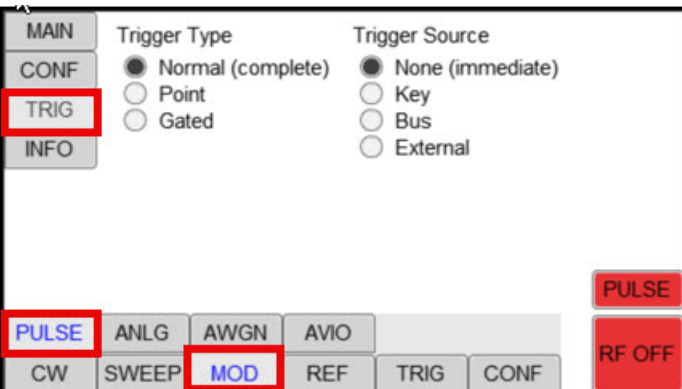 MAIN
CONF
TRIG
INFO
Trigger Type
Normal (complete)
Point
Gated
Trigger Source
None (immediate)
Key
Bus
External
PULSE
RF OFF
PULSE ANLG AWGN AVIO
CW SWEEP MOD REF TRIG CONF